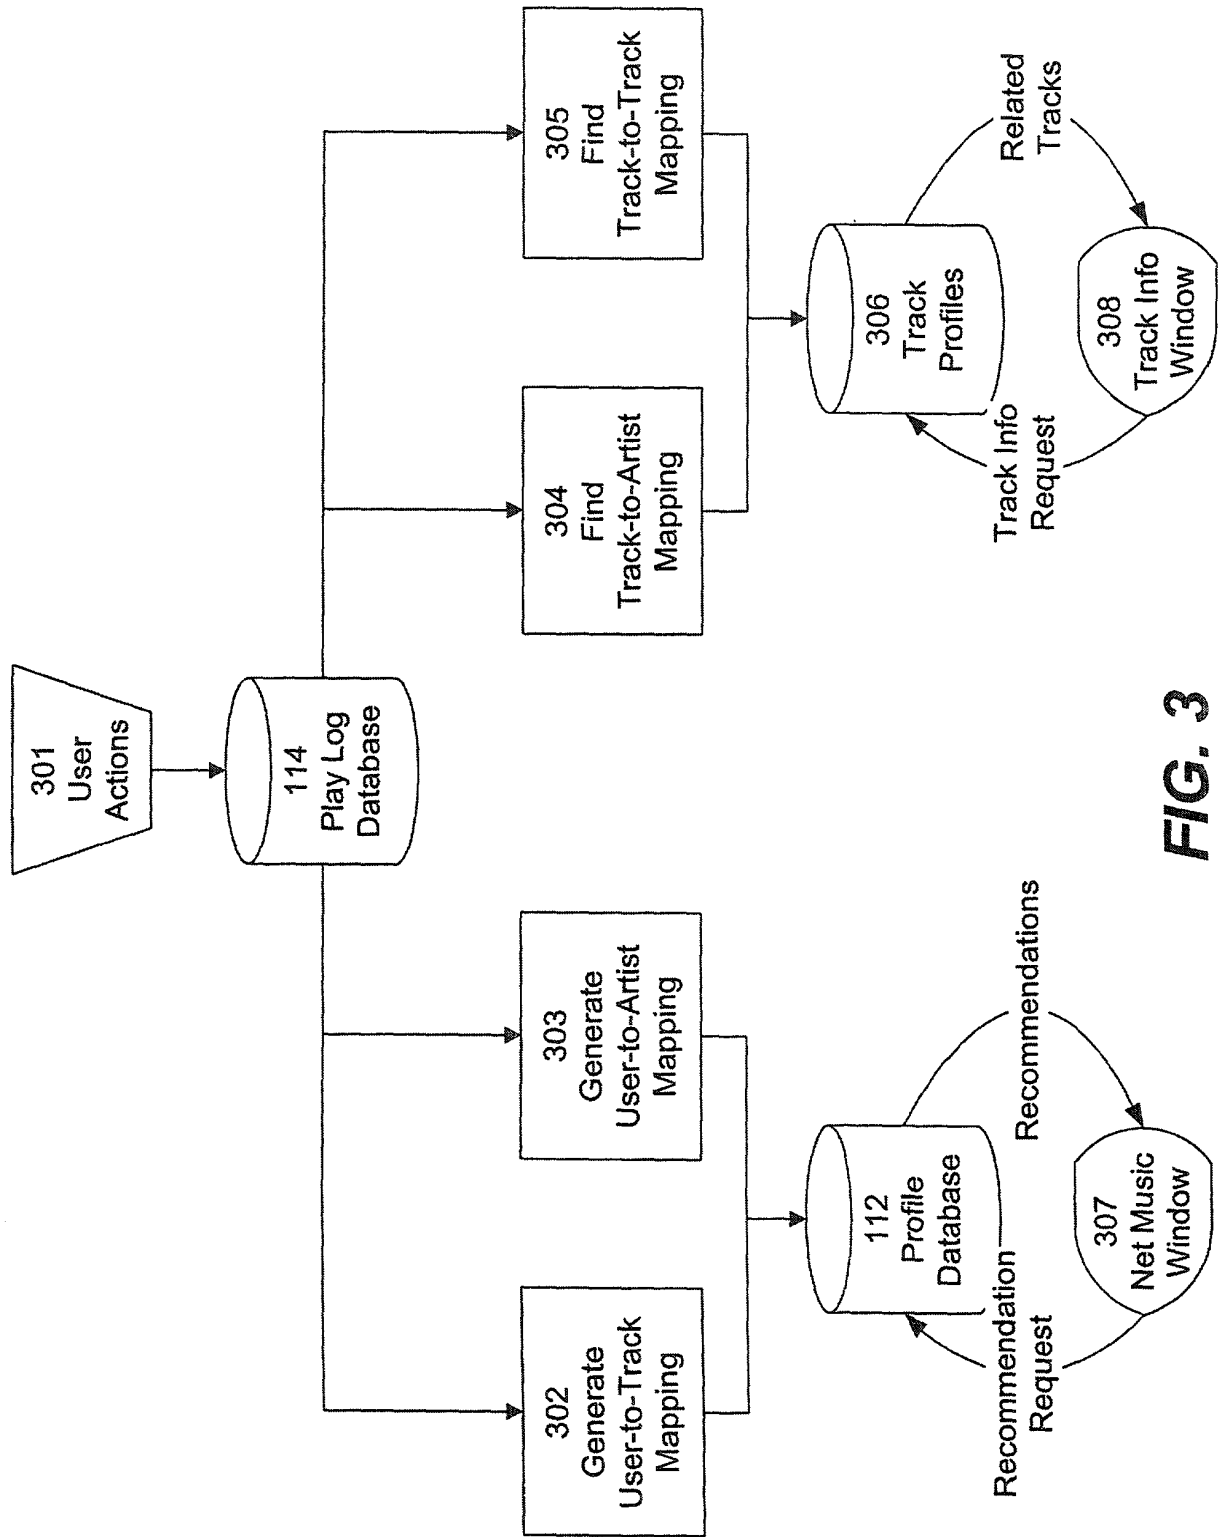 301
User
Actions
114
Play Log
Database
302
Generate
User-to-Track
Mapping
303
Generate
User-to-Artist
Mapping
304
Find
Track-to-Artist
Mapping
305
Find
Track-to-Track
Mapping
112
Profile
Database
306
Track
Profiles
Recommendation
Request
Recommendations
Track Info
Request
Related
Tracks
307
Net Music
Window
308
Track Info
Window
FIG. 3